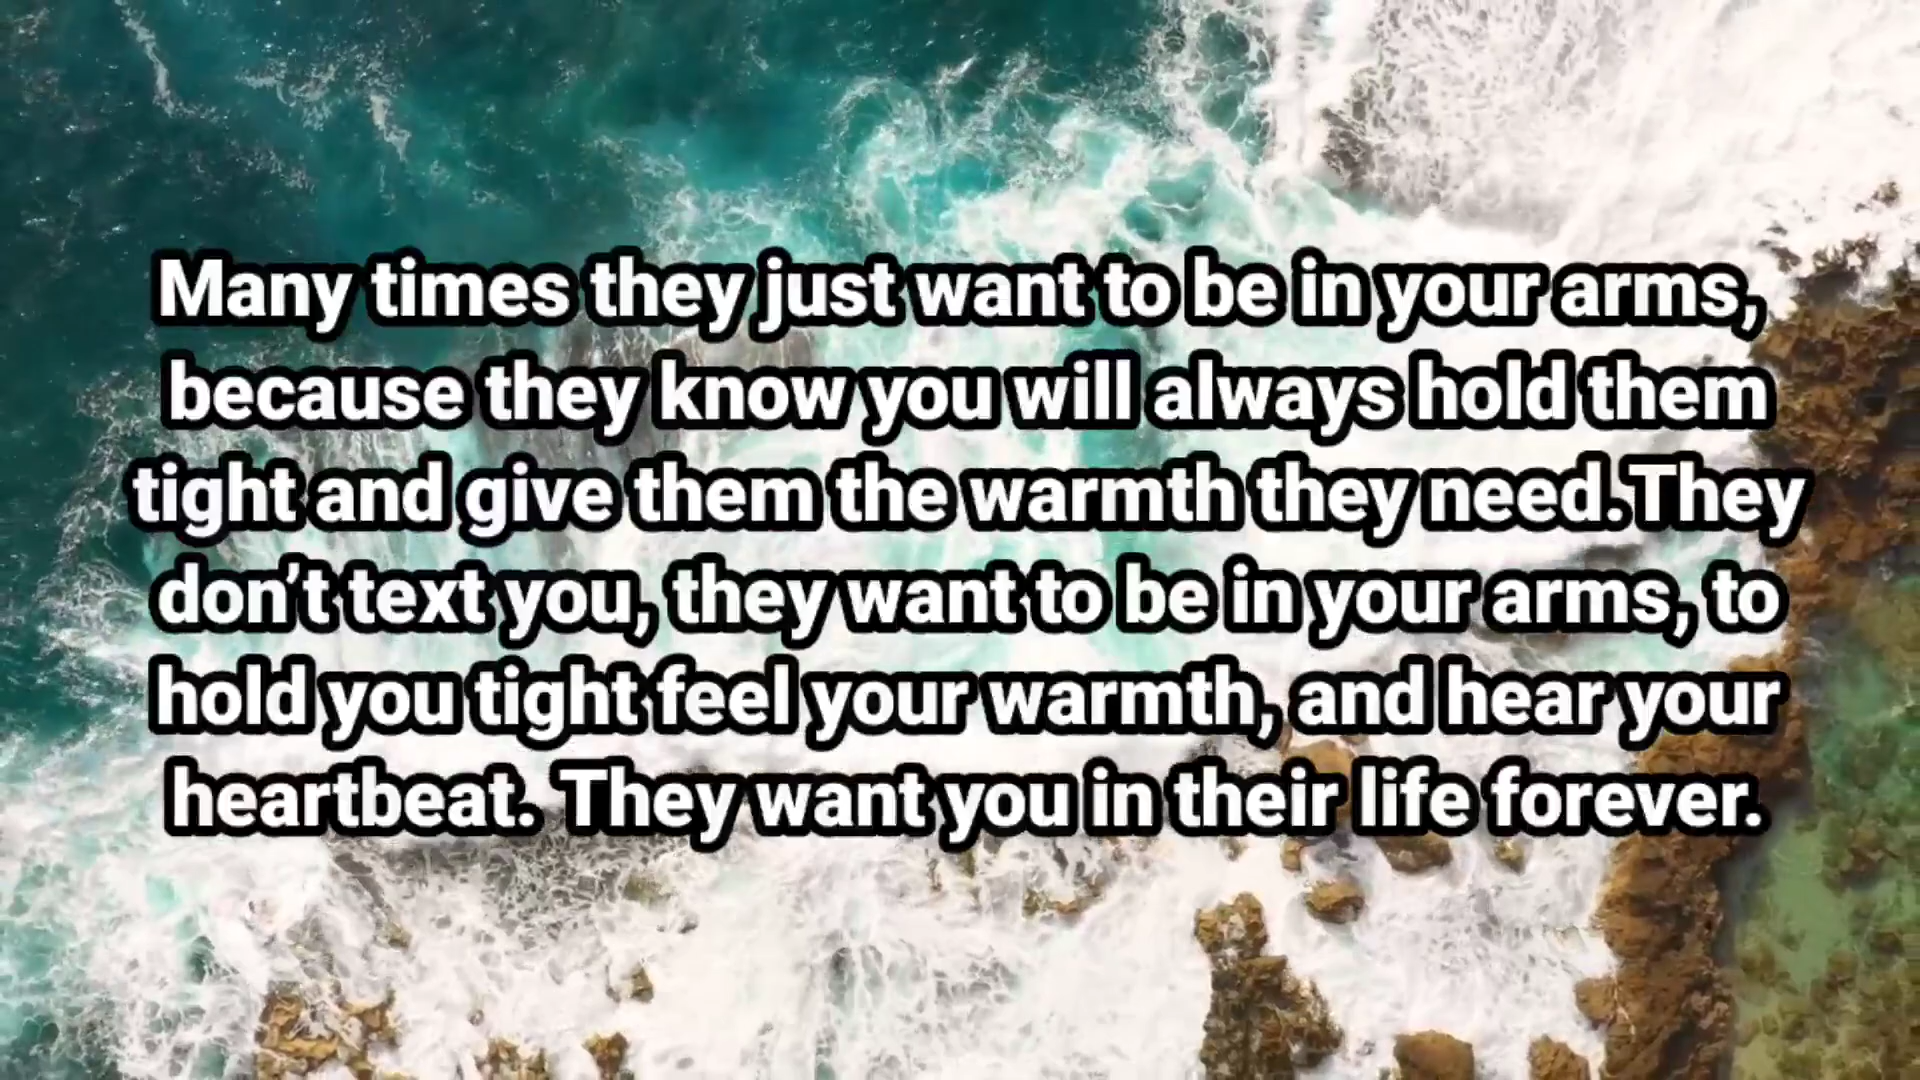 Many times they just want to be in your arms,
because they know you will always hold them
tight and give them the warmth they need.They
don’t text you, they want to be in your arms, to
hold you tight feel your warmth, and hear your
heartbeat. They want you in their life forever.